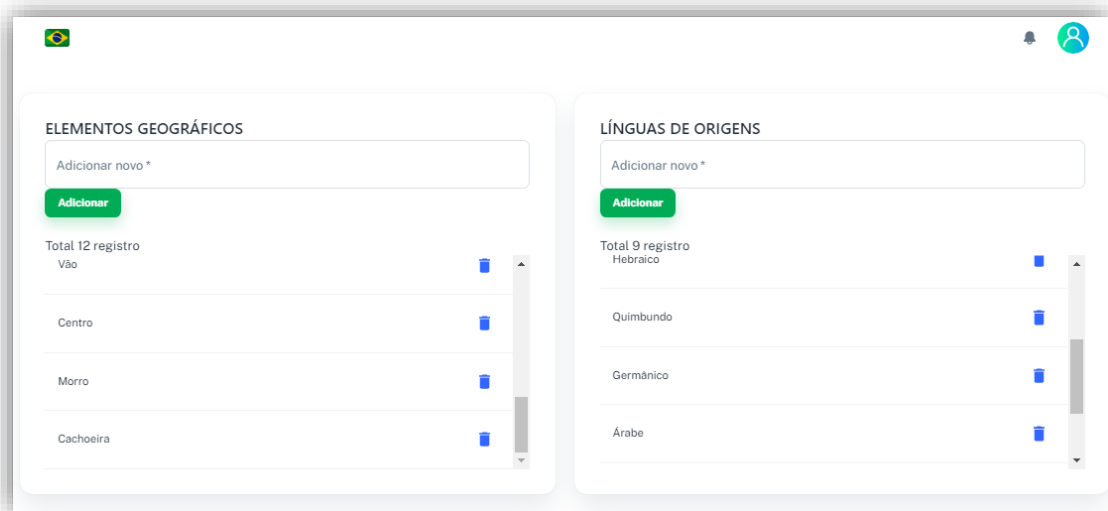 ELEMENTOS GEOGRÁFICOS
Adicionar novo *
Adicionar
Total 12 registro
Vão
Centro
Morro
Cachoeira
LÍNGUAS DE ORIGENS
Adicionar novo *
Adicionar
Total 9 registro
Hebraico
Quimbundo
Germânico
Árabe